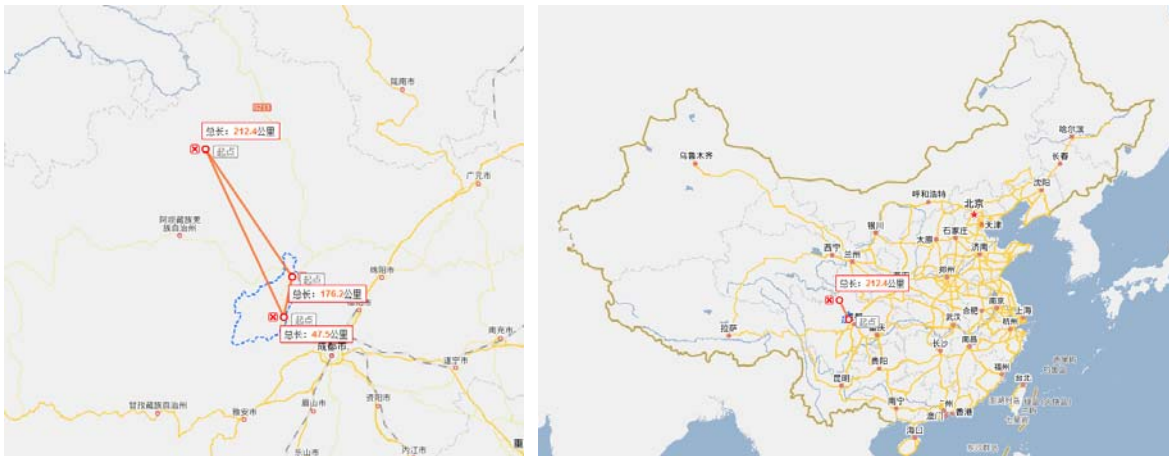 陇南市
G213
总长：212.4公里
起点
广元市
阿坝藏族羌
族自治州
绵阳市
起点
总长：176.2公里
起点
总长：47.5公里
成都市
南充市
遂宁市
甘孜藏族自治州
雅安市
眉山市
资阳市
乐山市
内江市
重
哈尔滨
长春
乌鲁木齐
沈阳
呼和浩特
北京
天津
银川
太原
石家庄
济南
西宁
兰州
郑州
总长：212.4公里
起点
南京
合肥
上海
武汉
杭州
拉萨
重庆
南昌
长沙
贵阳
福州
昆明
台北
南宁
广州
澳门
香港
海口